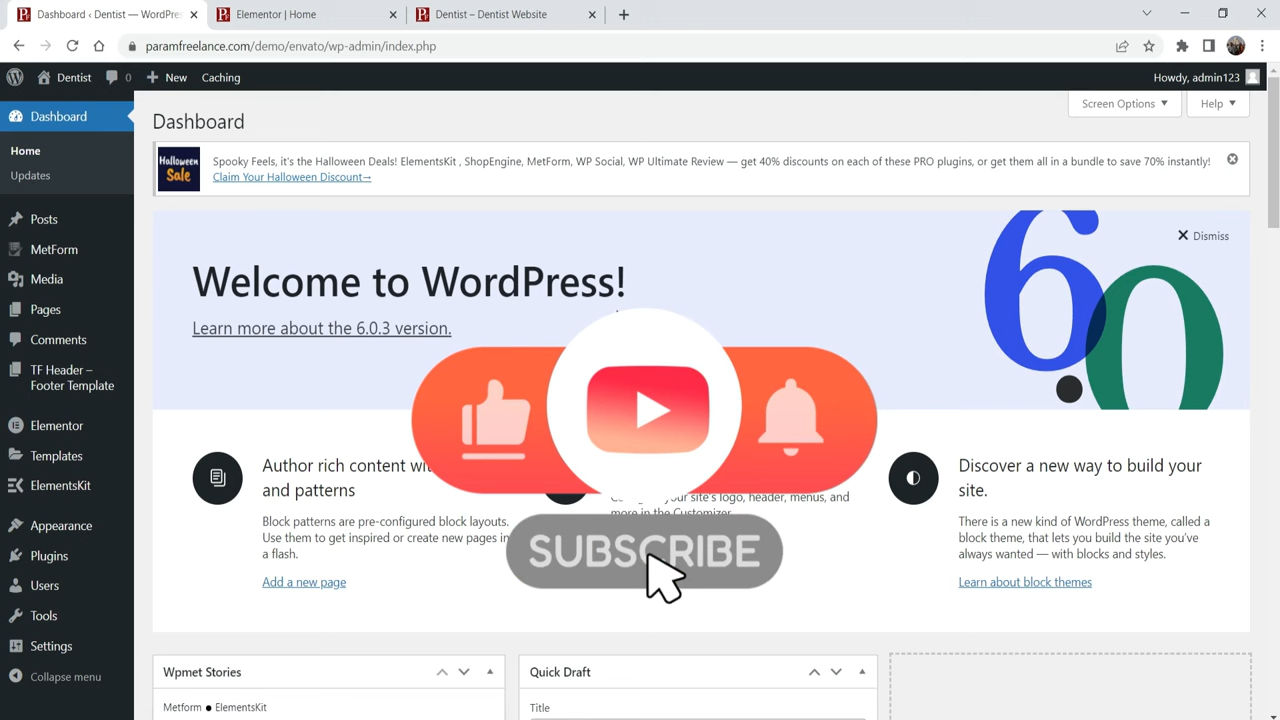 Dashboard ‹ Dentist — WordPre
Elementor | Home
Dentist – Dentist Website
paramfreelance.com/demo/envato/wp-admin/index.php
Dentist
0
New
Caching
Howdy, admin123
Dashboard
Home
Updates
Posts
MetForm
Media
Pages
Comments
TF Header –
Footer Template
Elementor
Templates
ElementsKit
Appearance
Plugins
Users
Tools
Settings
Collapse menu
Screen Options
Help
Dashboard
Halloween
Sale
Spooky Feels, it's the Halloween Deals! ElementsKit , ShopEngine, MetForm, WP Social, WP Ultimate Review — get 40% discounts on each of these PRO plugins, or get them all in a bundle to save 70% instantly!
Claim Your Halloween Discount→
Dismiss
6.0
Welcome to WordPress!
Learn more about the 6.0.3 version.
Author rich content
and patterns
Block patterns are pre-configured block layouts.
Use them to get inspired or create new pages in
a flash.
Add a new page
your site's logo, header, menus, and
more in the Customizer.
Discover a new way to build your
site.
There is a new kind of WordPress theme, called a
block theme, that lets you build the site you've
always wanted — with blocks and styles.
Learn about block themes
SUBSCRIBE
Wpmet Stories
Metform ● ElementsKit
Quick Draft
Title